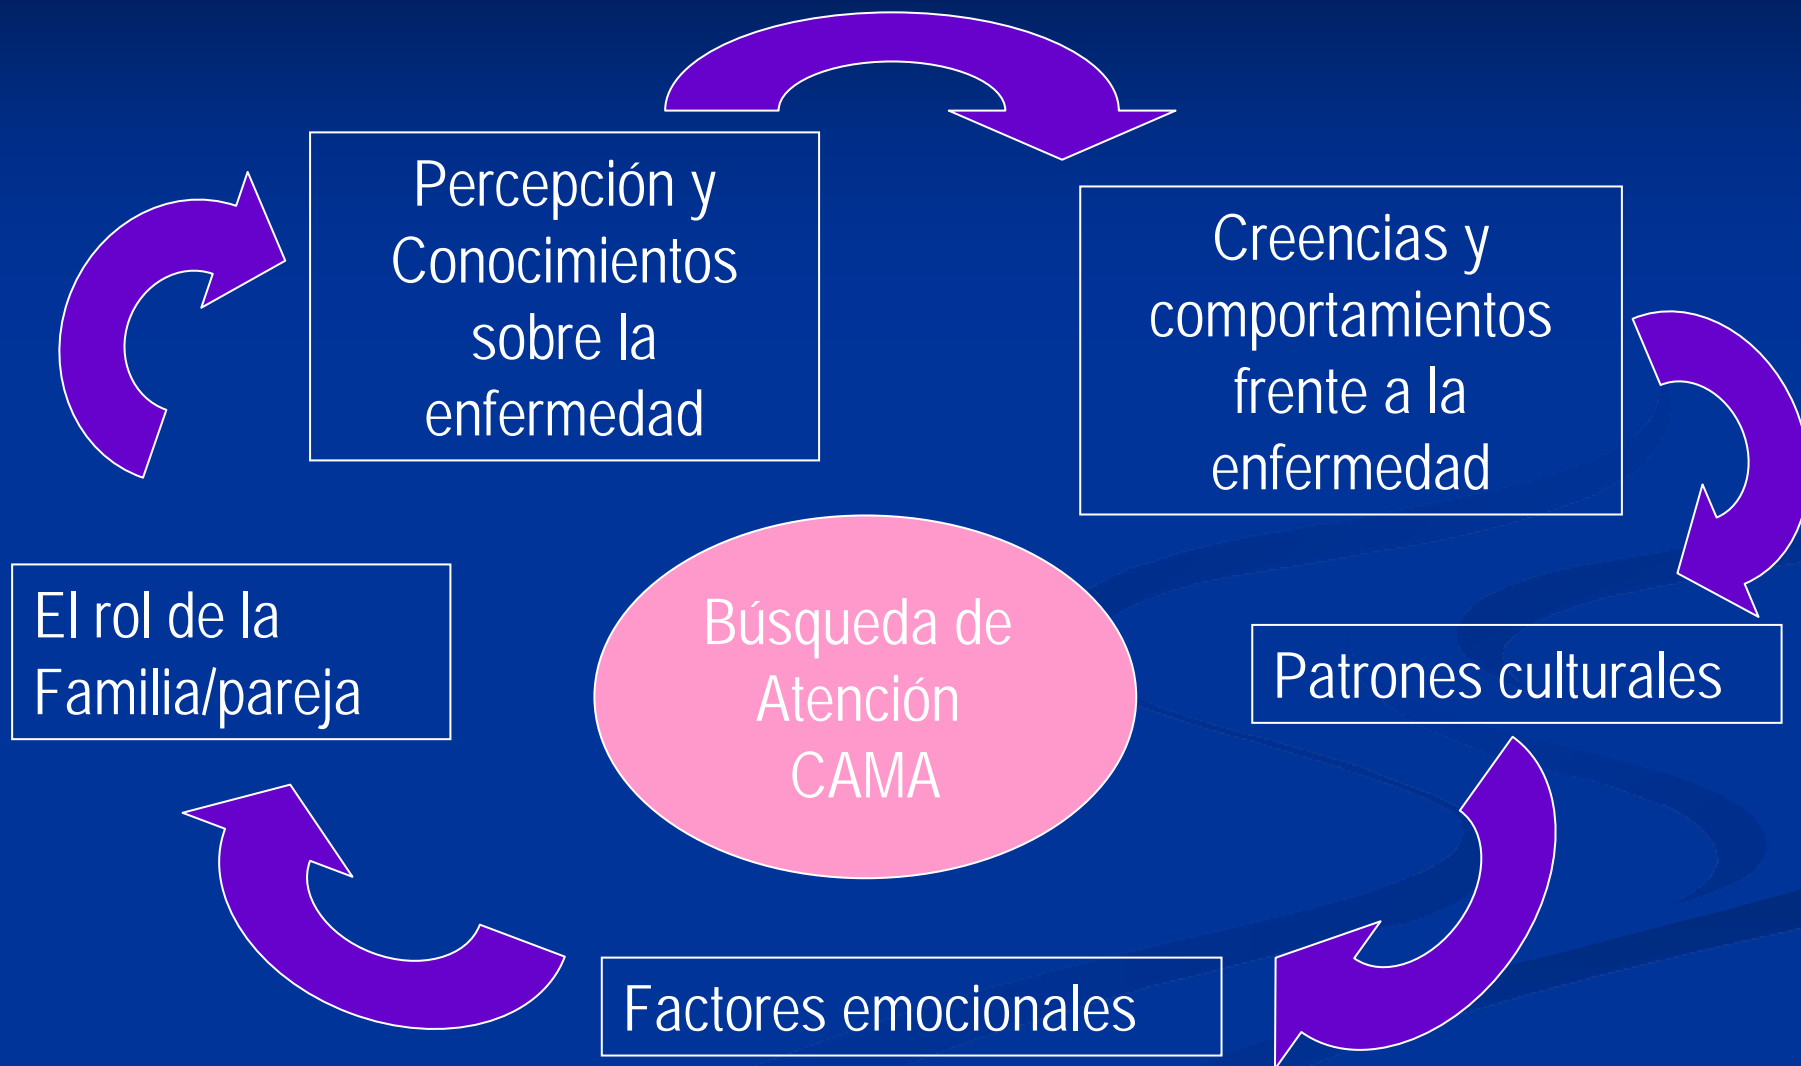 Percepción y
Conocimientos
sobre la
enfermedad
Creencias y
comportamientos
frente a la
enfermedad
El rol de la
Familia/pareja
Búsqueda de
Atención
CAMA
Patrones culturales
Factores emocionales